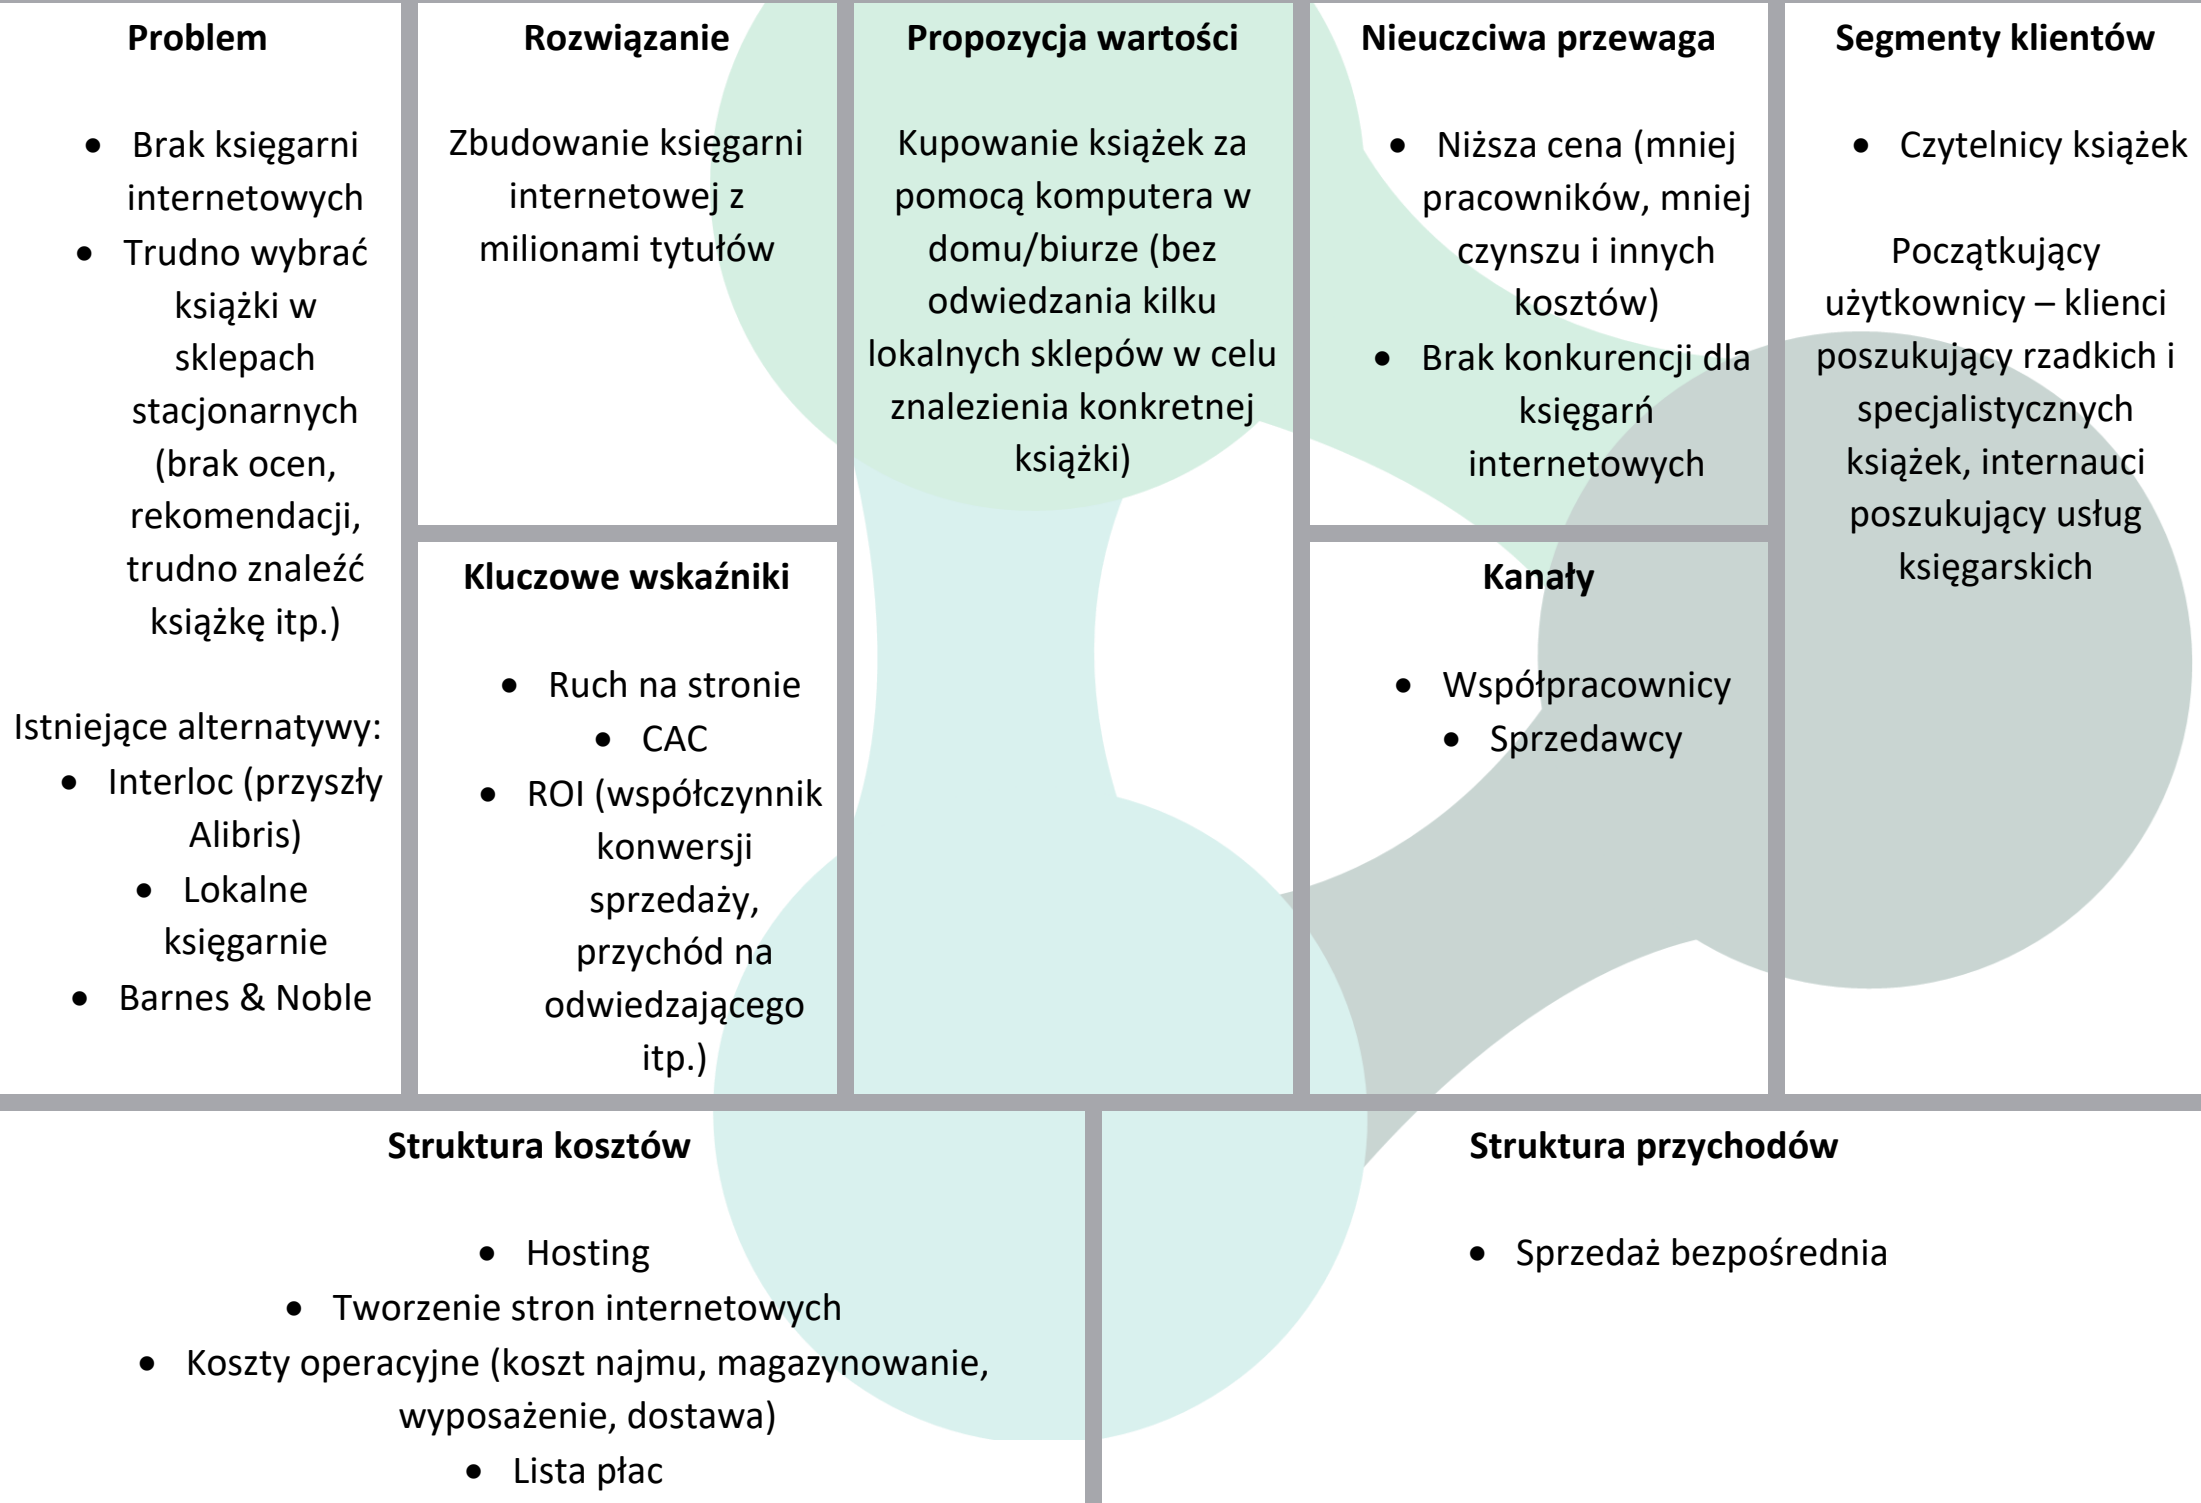 Problem
• Brak księgarni
internetowych
• Trudno wybrać
książki w
sklepach
stacjonarnych
(brak ocen,
rekomendacji,
trudno znaleźć
książkę itp.)
Istniejące alternatywy:
• Interloc (przyszły
Alibris)
• Lokalne
księgarnie
• Barnes & Noble
Rozwiązanie
Zbudowanie księgarni
internetowej z
milionami tytułów
Kluczowe wskaźniki
• Ruch na stronie
• CAC
• ROI (współczynnik
konwersji
sprzedaży,
przychód na
odwiedzającego
itp.)
Propozycja wartości
Kupowanie książek za
pomocą komputera w
domu/biurze (bez
odwiedzania kilku
lokalnych sklepów w celu
znalezienia konkretnej
książki)
Nieuczciwa przewaga
• Niższa cena (mniej
pracowników, mniej
czynszu i innych
kosztów)
• Brak konkurencji dla
księgarń
internetowych
Kanały
• Współpracownicy
• Sprzedawcy
Segmenty klientów
• Czytelnicy książek
Początkujący
użytkownicy – klienci
poszukujący rzadkich i
specjalistycznych
książek, internauci
poszukujący usług
księgarskich
Struktura kosztów
• Hosting
• Tworzenie stron internetowych
• Koszty operacyjne (koszt najmu, magazynowanie,
wyposażenie, dostawa)
• Lista płac
Struktura przychodów
• Sprzedaż bezpośrednia